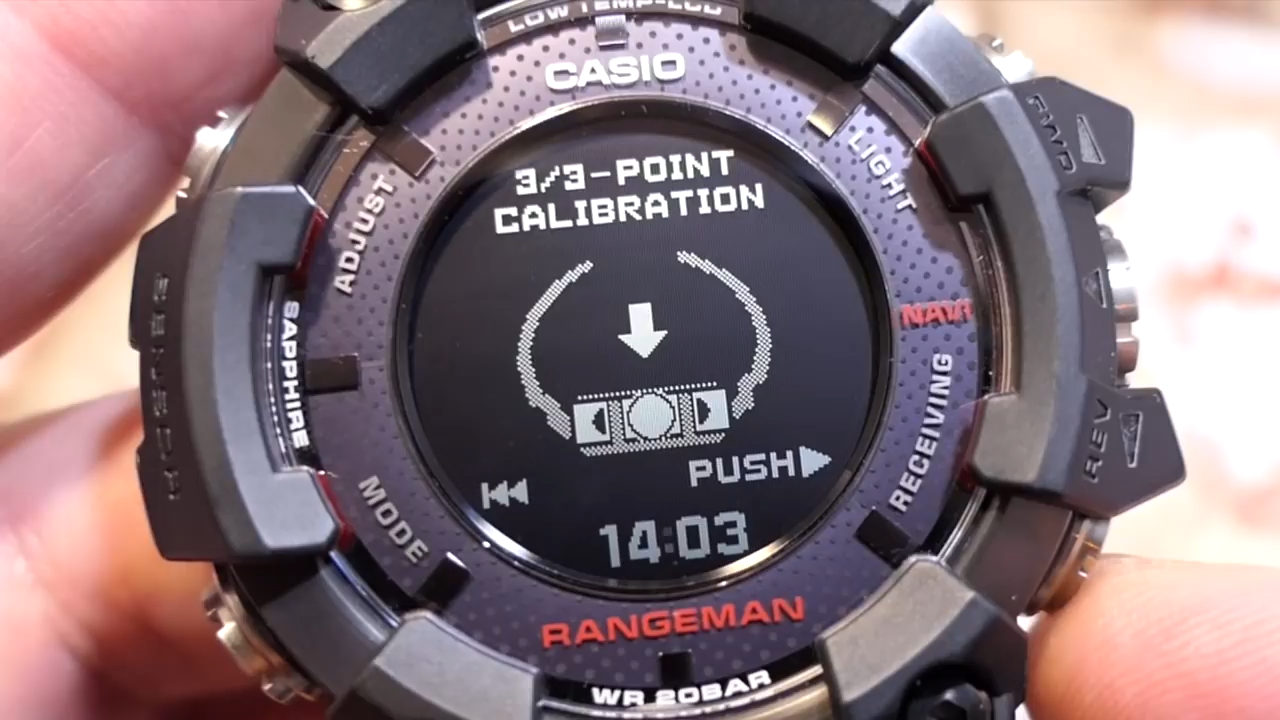 LOW TEMP-LCD
CASIO
ADJUST
LIGHT
FWD
3/3-POINT
CALIBRATION
SENSOR
SAPPHIRE
NAVI
RECEIVING
REV
MODE
PUSH
14:03
RANGEMAN
WR 20BAR